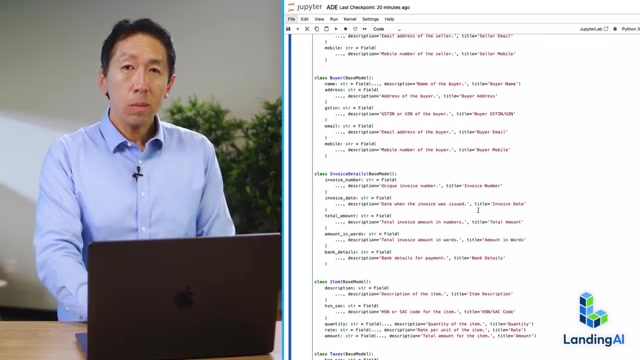 jupyter ADE Last Checkpoint: 20 minutes ago
File Edit View Run Kernel Settings Help
Code
JupyterLab
Python 3
..., description="Email address of the seller.", title="Seller Email"
)
mobile: str = Field(
..., description="Mobile number of the seller.", title="Seller Mobile"
)
class Buyer(BaseModel):
name: str = Field(..., description="Name of the buyer.", title="Buyer Name")
address: str = Field(
..., description="Address of the buyer.", title="Buyer Address"
)
gstin: str = Field(
..., description="GSTIN or UIN of the buyer.", title="Buyer GSTIN/UIN"
)
email: str = Field(
..., description="Email address of the buyer.", title="Buyer Email"
)
mobile: str = Field(
..., description="Mobile number of the buyer.", title="Buyer Mobile"
)
class InvoiceDetails(BaseModel):
invoice_number: str = Field(
..., description="Unique invoice number.", title="Invoice Number"
)
invoice_date: str = Field(
..., description="Date when the invoice was issued.", title="Invoice Date"
)
total_amount: str = Field(
..., description="Total invoice amount in numbers.", title="Total Amount"
)
amount_in_words: str = Field(
..., description="Total invoice amount in words.", title="Amount in Words"
)
bank_details: str = Field(
..., description="Bank details for payment.", title="Bank Details"
)
class Item(BaseModel):
description: str = Field(
..., description="Description of the item.", title="Item Description"
)
hsn_sac: str = Field(
..., description="HSN or SAC code for the item.", title="HSN/SAC Code"
)
quantity: str = Field(..., description="Quantity of the item.", title="Quantity")
rate: str = Field(..., description="Rate per unit of the item.", title="Rate")
amount: str = Field(..., description="Total amount for the item.", title="Amount")
class Taxes(BaseModel):
LandingAI